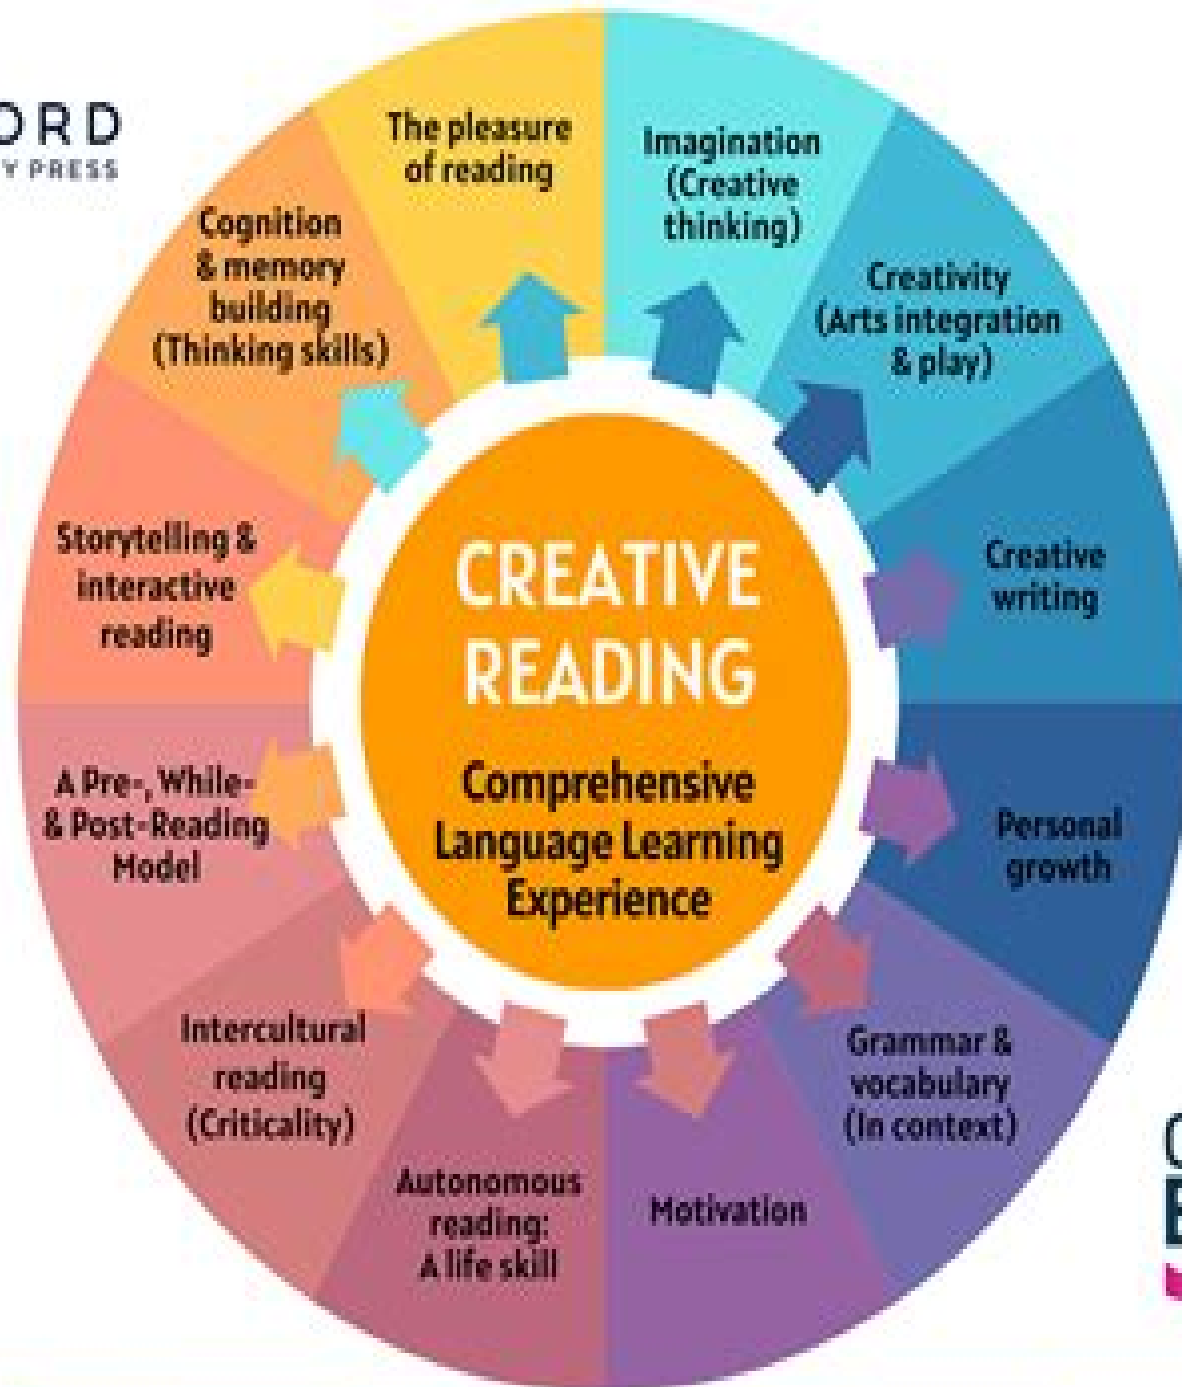 ORD
Y PRESS
The pleasure
of reading
Imagination
(Creative
thinking)
Creativity
(Arts integration
& play)
Creative
writing
Personal
growth
Grammar &
vocabulary
(In context)
Motivation
Autonomous
reading:
A life skill
Intercultural
reading
(Criticality)
A Pre-, While-
& Post-Reading
Model
Storytelling &
interactive
reading
Cognition
& memory
building
(Thinking skills)
CREATIVE
READING
Comprehensive
Language Learning
Experience